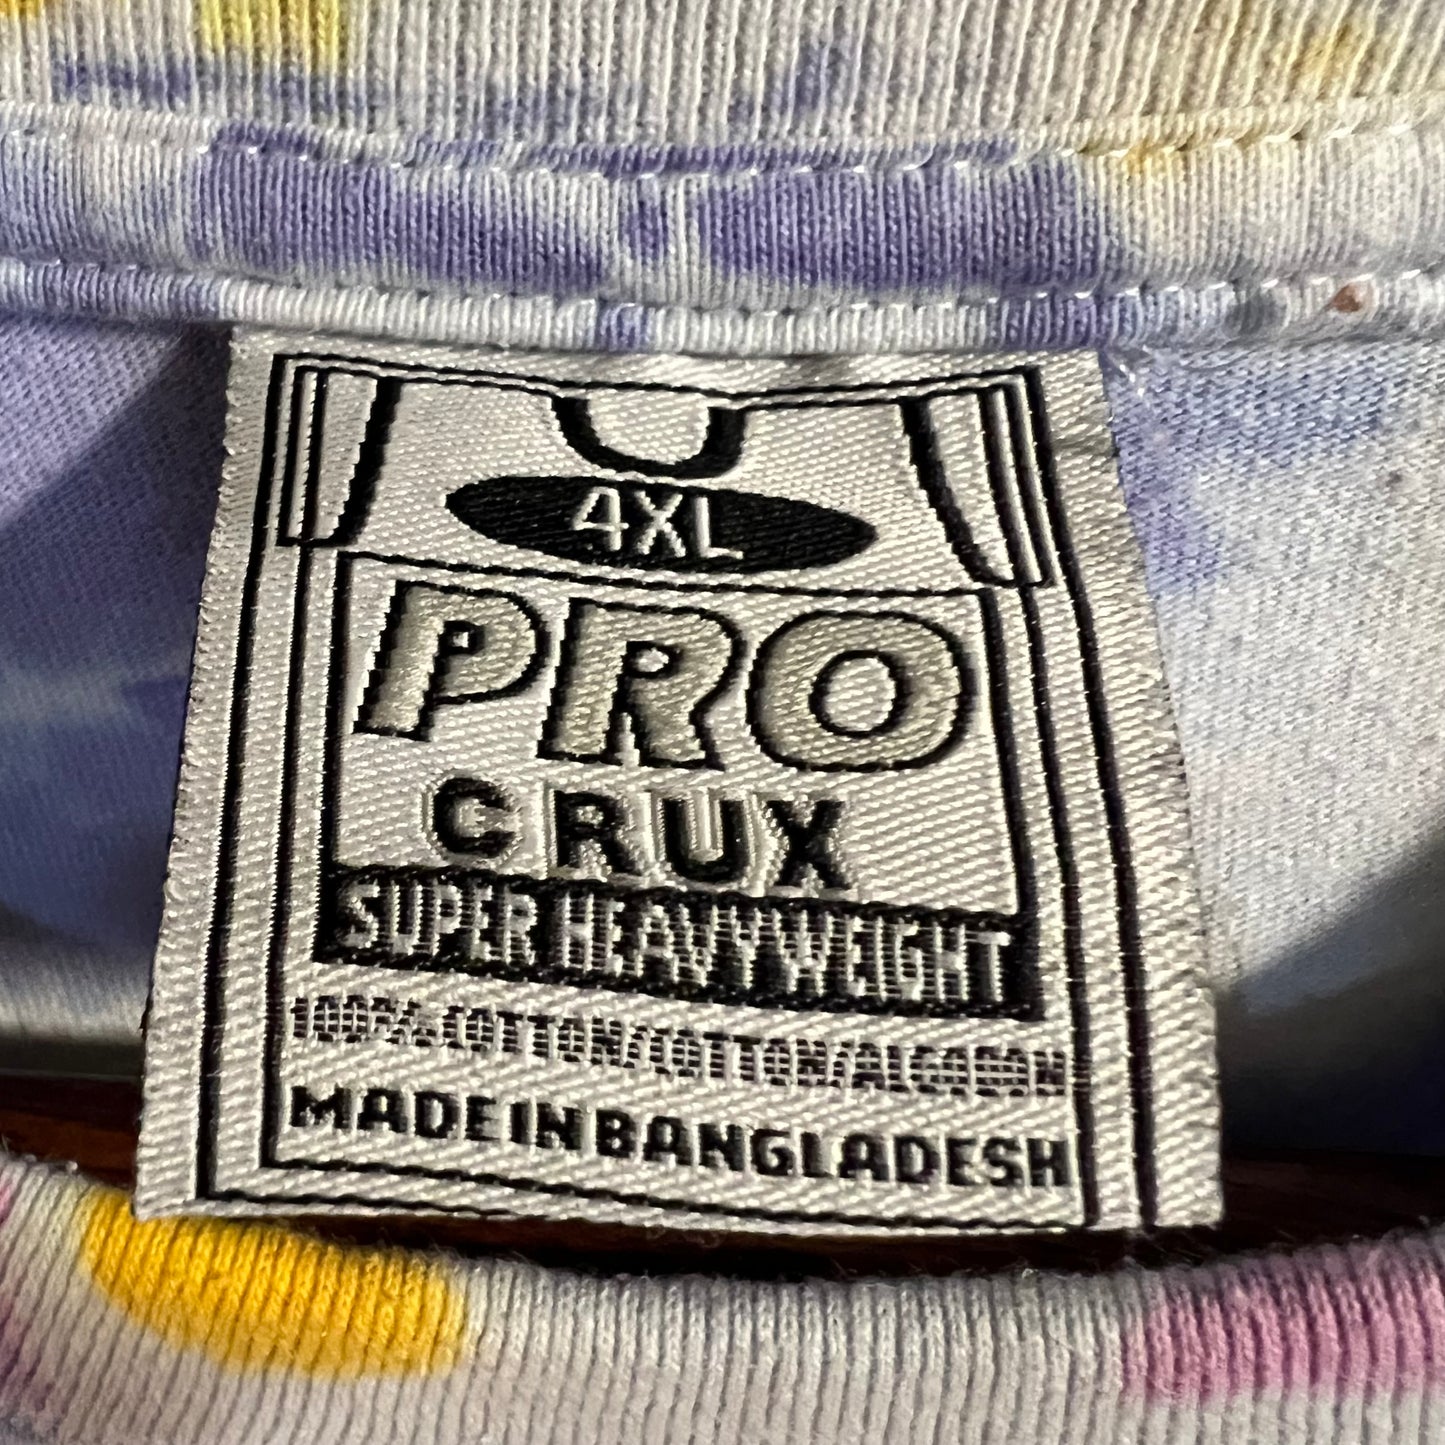 4XL
PRO
CRUX
SUPER HEAVYWEIGHT
100% COTTON/COTTON/ALGODON
MADE IN BANGLADESH